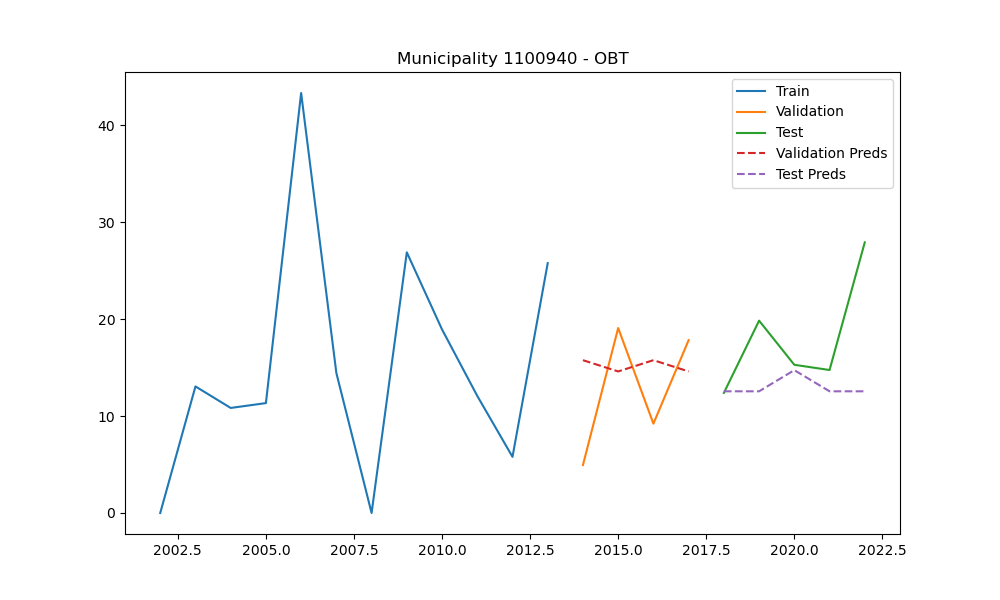 Municipality 1100940 - OBT
Train
Validation
Test
Validation Preds
Test Preds
40
30
20
10
0
2002.5 2005.0 2007.5 2010.0 2012.5 2015.0 2017.5 2020.0 2022.5